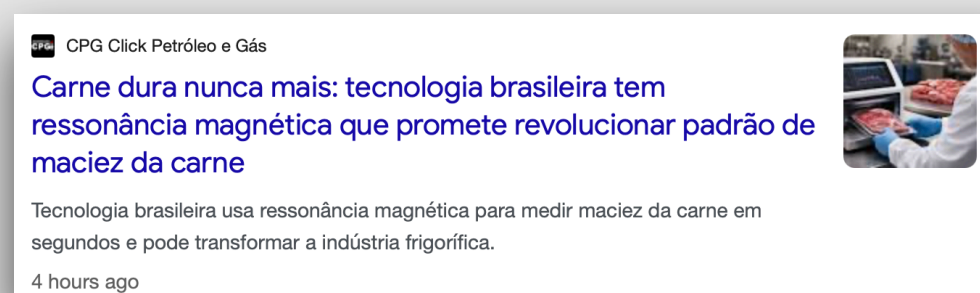 CPG CPG Click Petróleo e Gás
Carne dura nunca mais: tecnologia brasileira tem
ressonância magnética que promete revolucionar padrão de
maciez da carne
Tecnologia brasileira usa ressonância magnética para medir maciez da carne em
segundos e pode transformar a indústria frigorífica.
4 hours ago